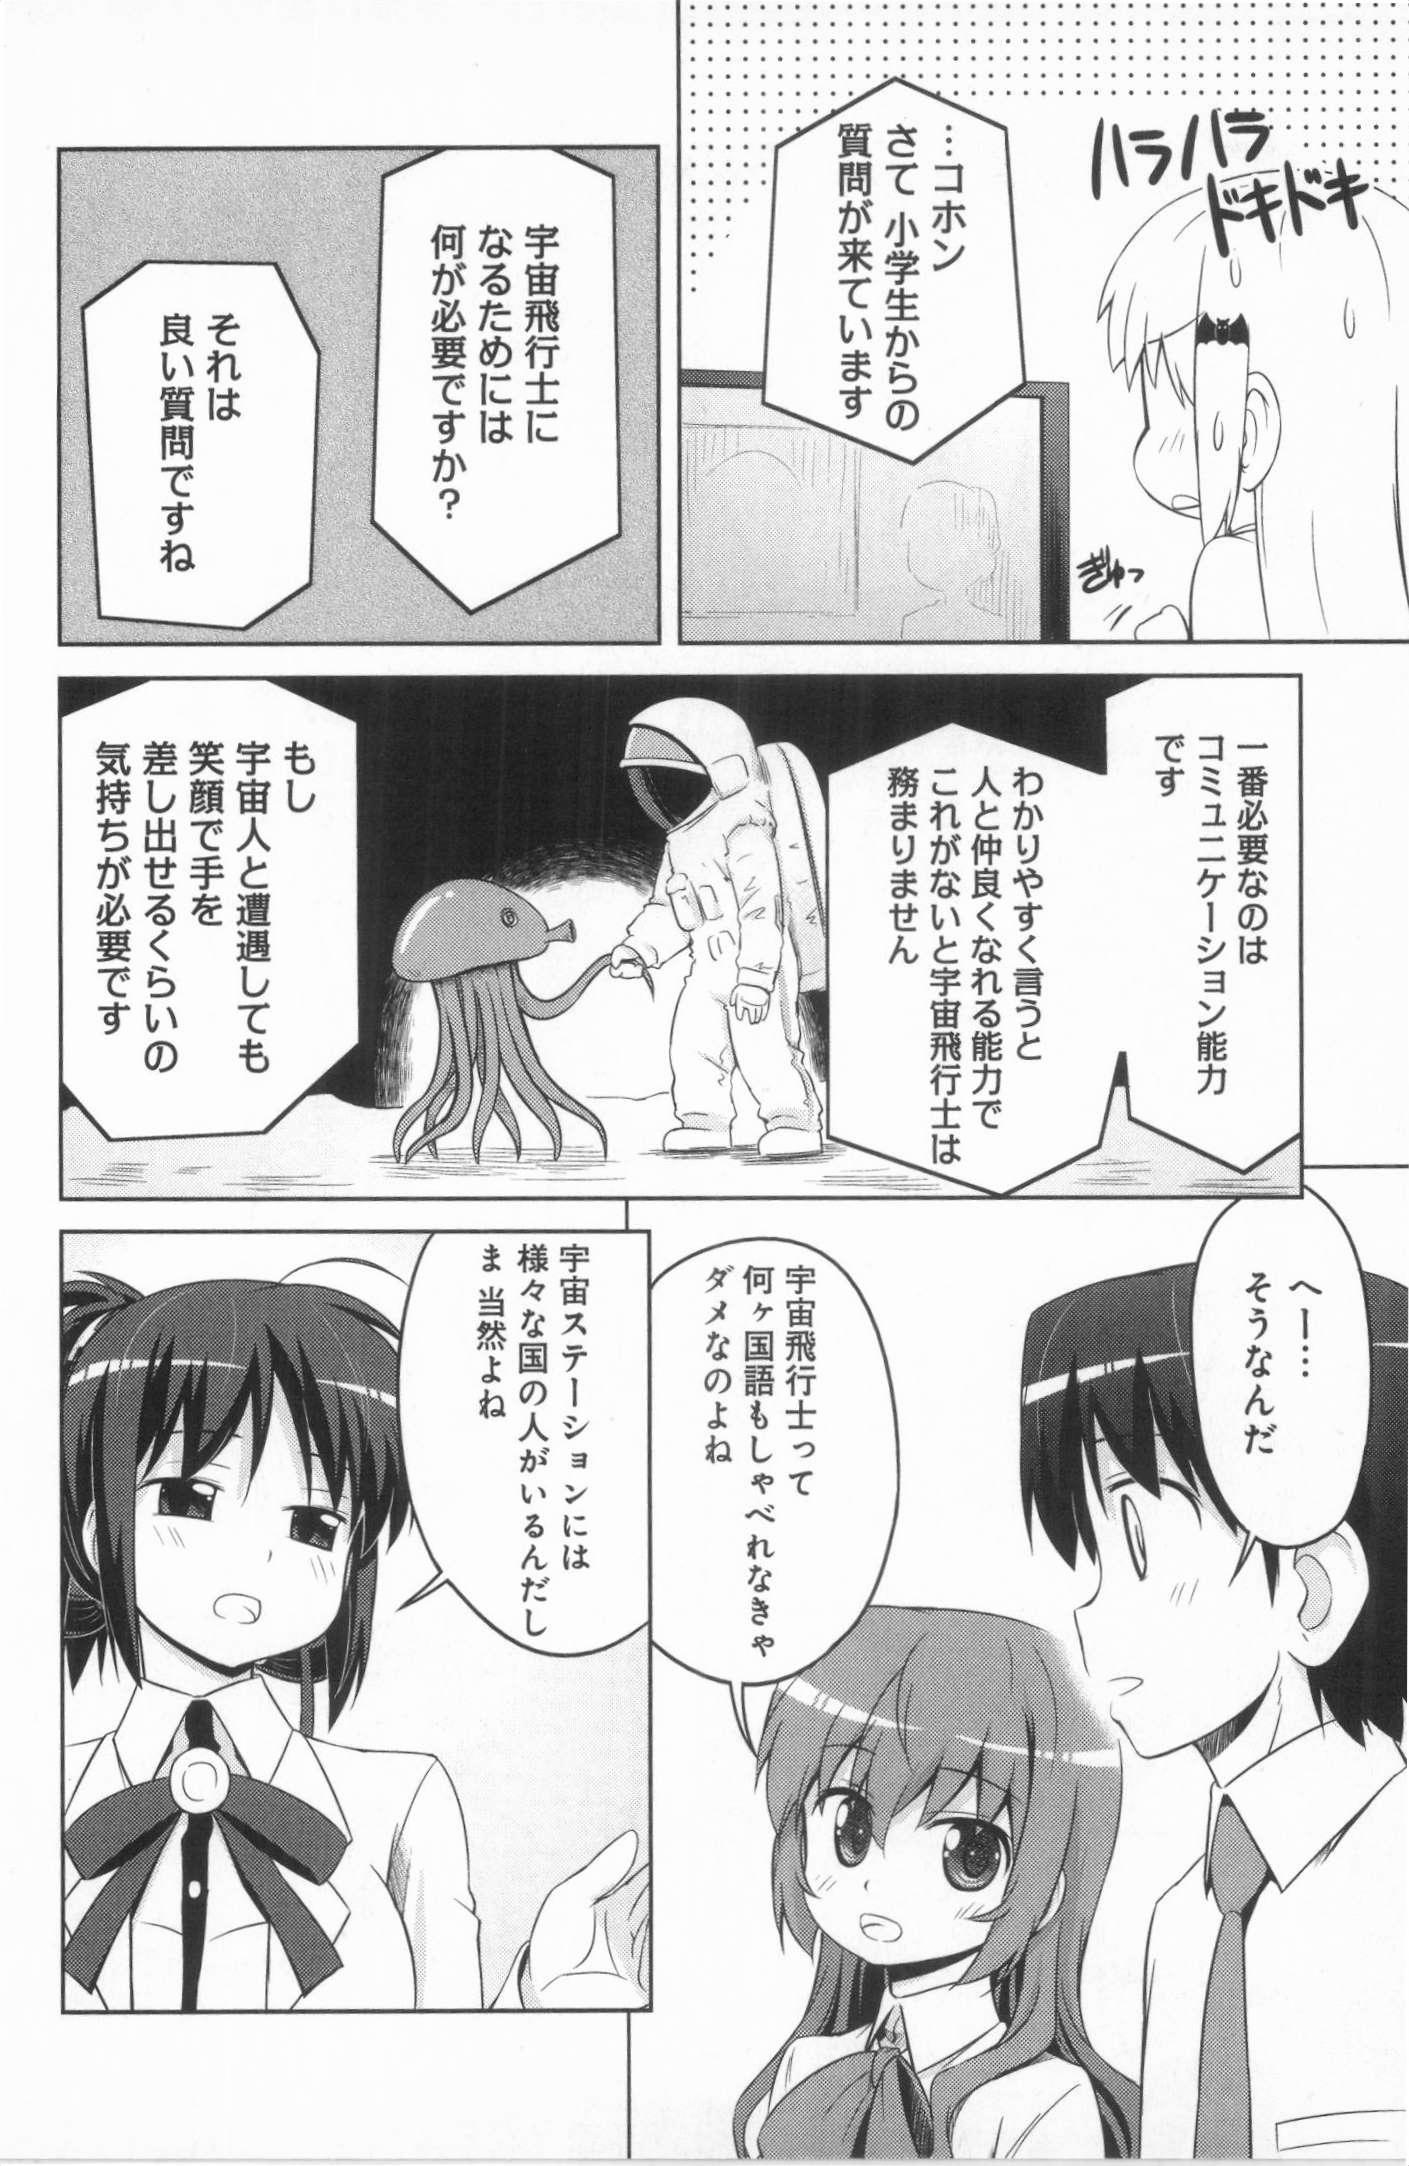 ハラハラ
ドキドキ
…コホン
さて 小学生からの
質問が来ています
ぎゅっ
宇宙飛行士に
なるためには
何が必要ですか？
それは
良い質問ですね
一番必要なのは
コミュニケーション能力
です
わかりやすく言うと
人と仲良くなれる能力で
これがないと宇宙飛行士は
務まりません
もし
宇宙人と遭遇しても
笑顔で手を
差し出せるくらいの
気持ちが必要です
へー…
そうなんだ
宇宙飛行士って
何ヶ国語もしゃべれなきゃ
ダメなのよね
宇宙ステーションには
様々な国の人がいるんだし
ま 当然よね